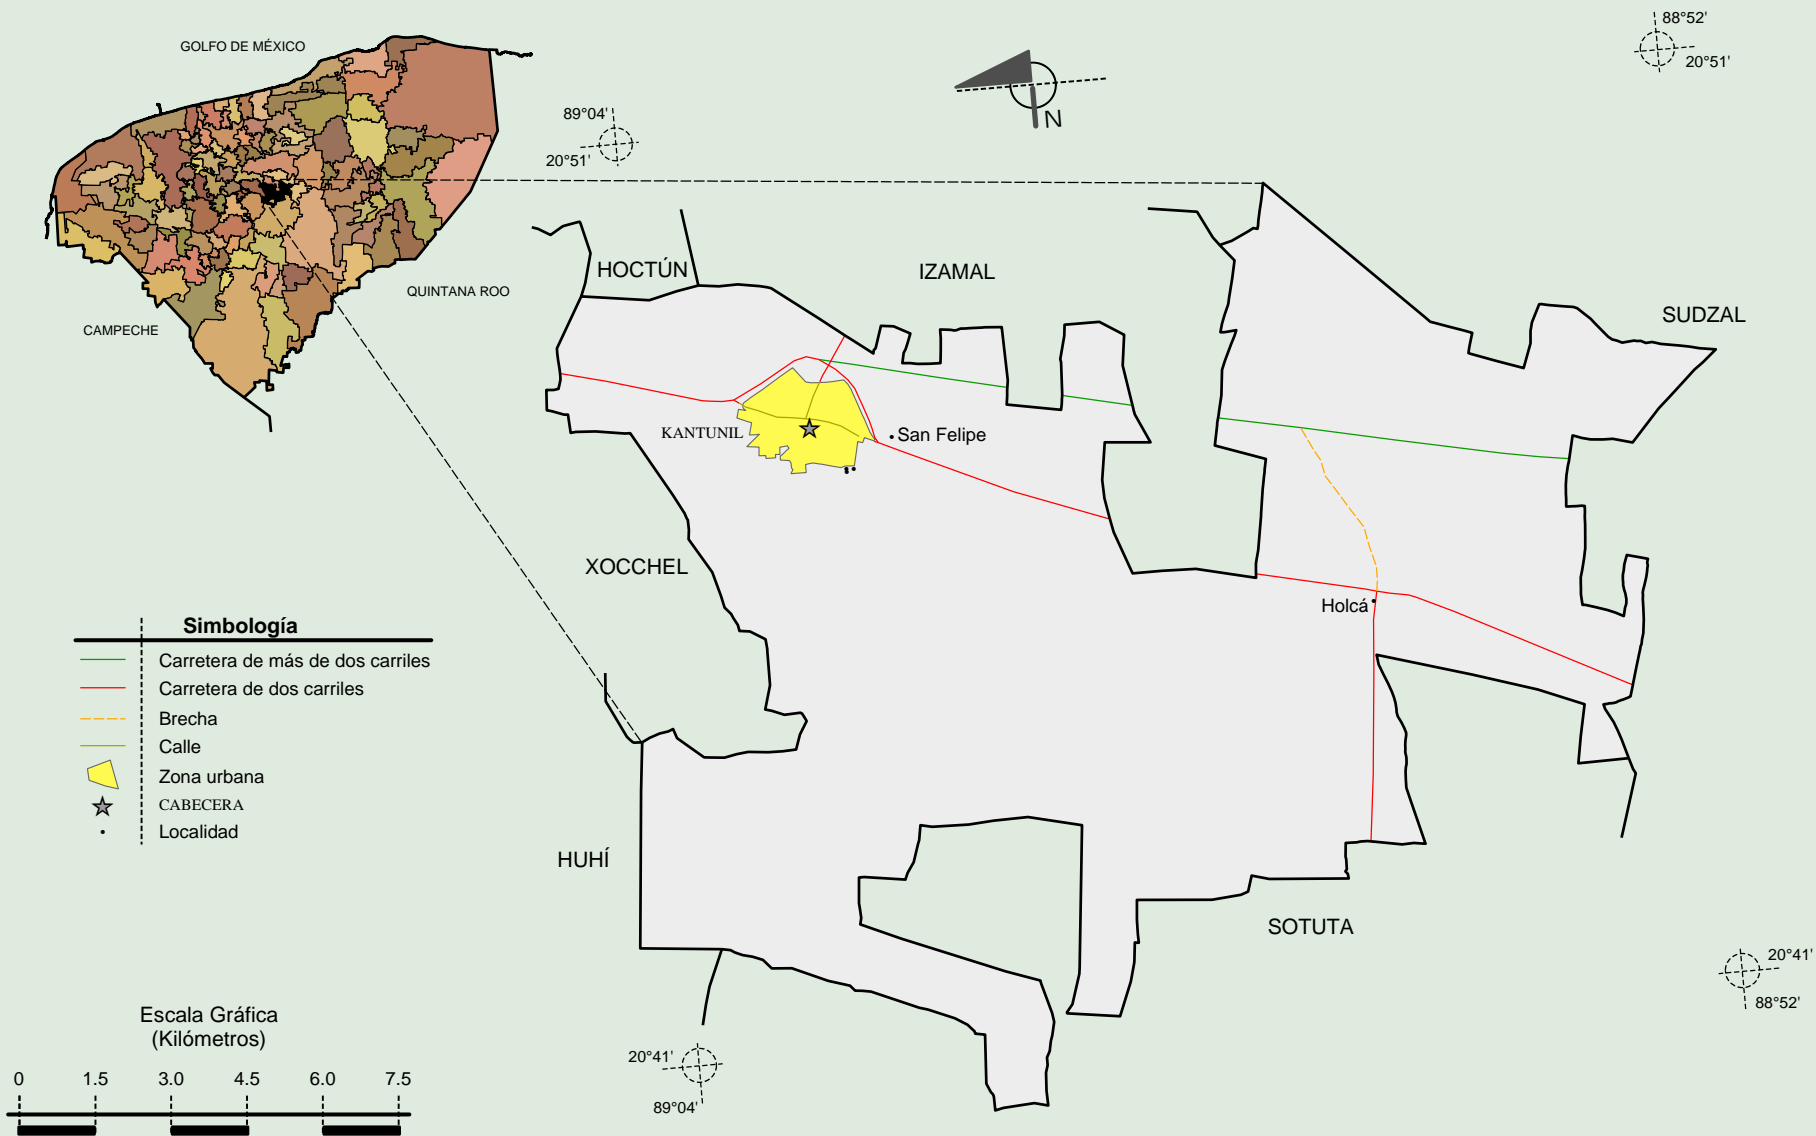 GOLFO DE MÉXICO
QUINTANA ROO
CAMPECHE
88°52'
20°51'
89°04'
20°51'
N
HOCTÚN
IZAMAL
SUDZAL
KANTUNIL
San Felipe
XOCCHEL
Holcá
HUHÍ
SOTUTA
Simbología
Carretera de más de dos carriles
Carretera de dos carriles
Brecha
Calle
Zona urbana
CABECERA
Localidad
20°41'
88°52'
20°41'
89°04'
Escala Gráfica
(Kilómetros)
0 1.5 3.0 4.5 6.0 7.5